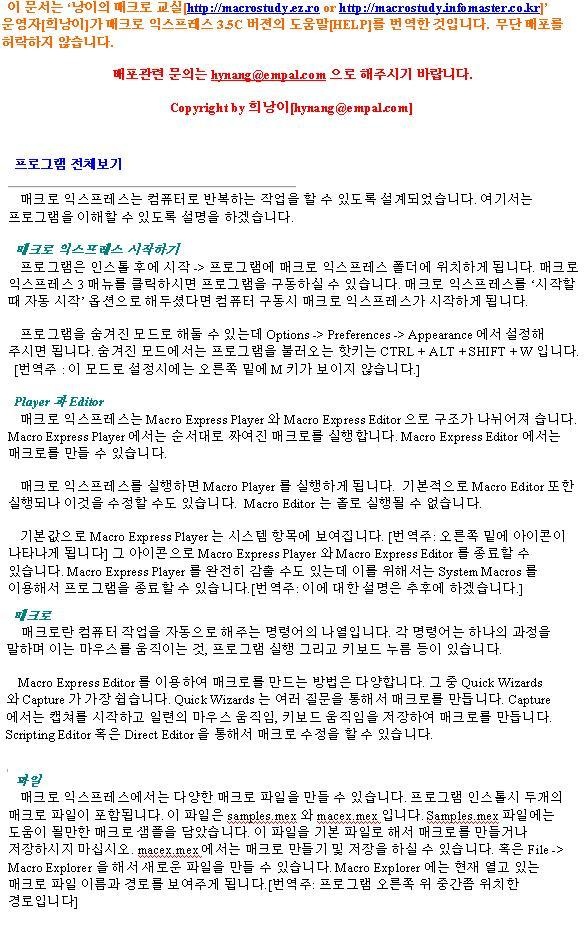 이 문서는 ‘낭이의 매크로 교실[http://macrostudy.ez.ro or http://macrostudy.infomaster.co.kr]’
운영자[희낭이]가 매크로 익스프레스 3.5C 버젼의 도움말[HELP]를 번역한 것입니다. 무단 배포를
허락하지 않습니다.
배포관련 문의는 hynang@empal.com 으로 해주시기 바랍니다.
Copyright by 희낭이[hynang@empal.com]
프로그램 전체보기
매크로 익스프레스는 컴퓨터로 반복하는 작업을 할 수 있도록 설계되었습니다. 여기서는
프로그램을 이해할 수 있도록 설명을 하겠습니다.
매크로 익스프레스 시작하기
프로그램은 인스톨 후에 시작 -> 프로그램에 매크로 익스프레스 폴더에 위치하게 됩니다. 매크로
익스프레스 3 매뉴를 클릭하시면 프로그램을 구동하실 수 있습니다. 매크로 익스프레스를 ‘시작할
때 자동 시작’ 옵션으로 해두셨다면 컴퓨터 구동시 매크로 익스프레스가 시작하게 됩니다.
프로그램을 숨겨진 모드로 해둘 수 있는데 Options -> Preferences -> Appearance 에서 설정해
주시면 됩니다. 숨겨진 모드에서는 프로그램을 불러오는 핫키는 CTRL + ALT + SHIFT + W 입니다.
[번역주 : 이 모드로 설정시에는 오른쪽 밑에 M 키가 보이지 않습니다.]
Player 과 Editor
매크로 익스프레스는 Macro Express Player 와 Macro Express Editor 으로 구조가 나뉘어져 습니다.
Macro Express Player 에서는 순서대로 짜여진 매크로를 실행합니다. Macro Express Editor 에서는
매크로를 만들 수 있습니다.
매크로 익스프레스를 실행하면 Macro Player 를 실행하게 됩니다. 기본적으로 Macro Editor 또한
실행되나 이것을 수정할 수도 있습니다. Macro Editor 는 홀로 실행될 수 없습니다.
기본값으로 Macro Express Player 는 시스템 항목에 보여집니다. [번역주: 오른쪽 밑에 아이콘이
나타나게 됩니다] 그 아이콘으로 Macro Express Player 와 Macro Express Editor 를 종료할 수
있습니다. Macro Express Player 를 완전히 감출 수도 있는데 이를 위해서는 System Macros 를
이용해서 프로그램을 종료할 수 있습니다.[번역주: 이에 대한 설명은 추후에 하겠습니다.]
매크로
매크로란 컴퓨터 작업을 자동으로 해주는 명령어의 나열입니다. 각 명령어는 하나의 과정을
말하며 이는 마우스를 움직이는 것, 프로그램 실행 그리고 키보드 누름 등이 있습니다.
Macro Express Editor 를 이용하여 매크로를 만드는 방법은 다양합니다. 그 중 Quick Wizards
와 Capture 가 가장 쉽습니다. Quick Wizards 는 여러 질문을 통해서 매크로를 만듭니다. Capture
에서는 캡쳐를 시작하고 일련의 마우스 움직임, 키보드 움직임을 저장하여 매크로를 만듭니다.
Scripting Editor 혹은 Direct Editor 을 통해서 매크로 수정을 할 수 있습니다.
파일
매크로 익스프레스에서는 다양한 매크로 파일을 만들 수 있습니다. 프로그램 인스톨시 두개의
매크로 파일이 포함됩니다. 이 파일은 samples.mex 와 macex.mex 입니다. Samples.mex 파일에는
도움이 될만한 매크로 샘플을 담았습니다. 이 파일을 기본 파일로 해서 매크로를 만들거나
저장하시지 마십시오. macex.mex 에서는 매크로 만들기 및 저장을 하실 수 있습니다. 혹은 File ->
Macro Explorer 을 해서 새로운 파일을 만들 수 있습니다. Macro Explorer 에는 현재 열고 있는
매크로 파일 이름과 경로를 보여주게 됩니다.[번역주: 프로그램 오른쪽 위 중간쯤 위치한
경로입니다]